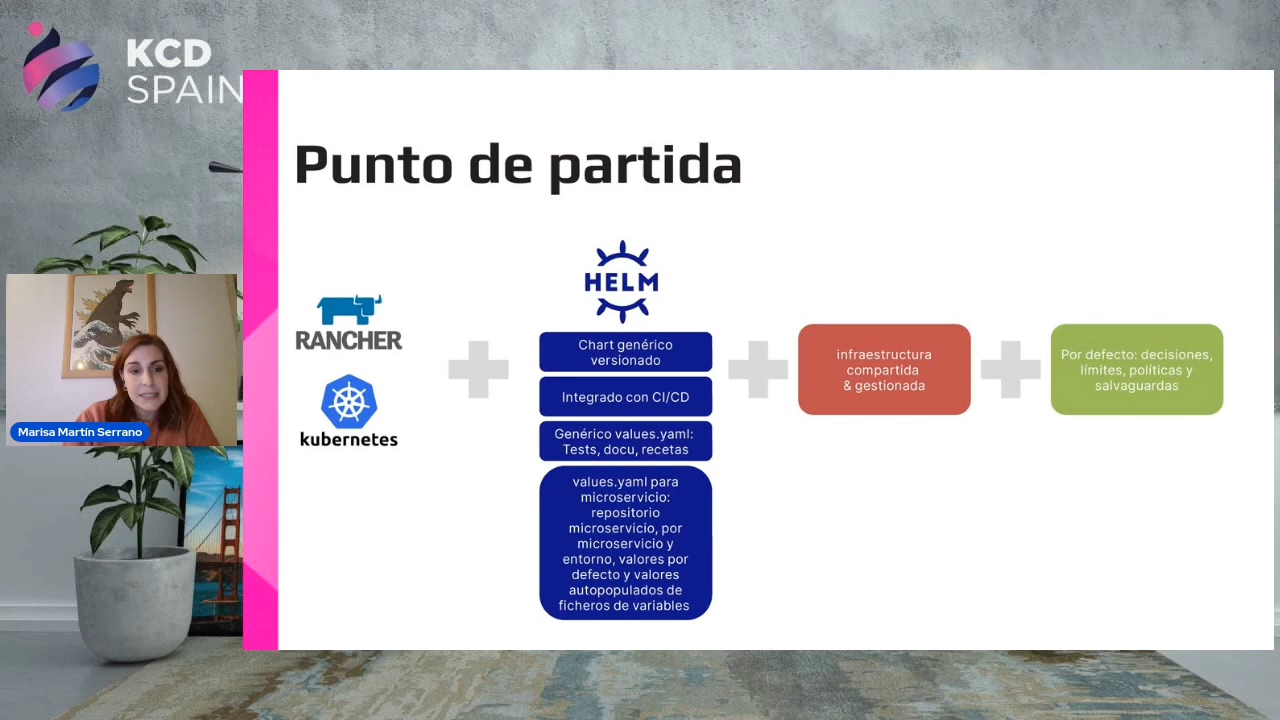 KCD
SPAIN
Punto de partida
RANCHER
kubernetes
HELM
Chart genérico
versionado
Integrado con CI/CD
Genérico values.yaml:
Tests, docu, recetas
values.yaml para
microservicio:
repositorio
microservicio, por
microservicio y
entorno, valores por
defecto y valores
autopopulados de
ficheros de variables
infraestructura
compartida
& gestionada
Por defecto: decisiones,
límites, políticas y
salvaguardas
Marisa Martín Serrano